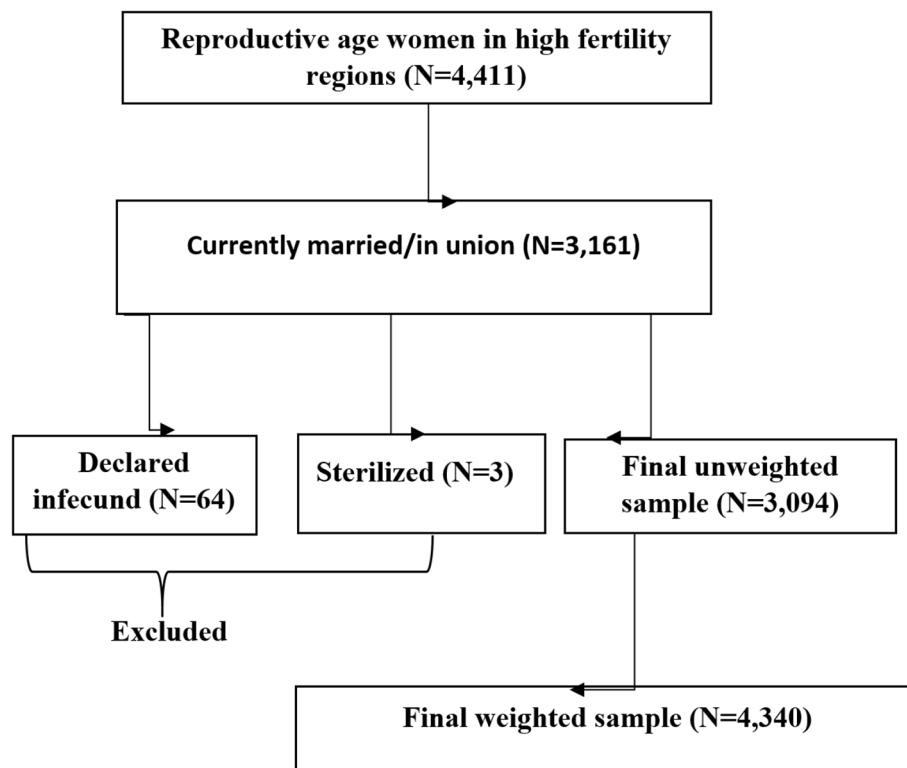 Reproductive age women in high fertility
regions (N=4,411)
Currently married/in union (N=3,161)
Declared
infecund (N=64)
Sterilized (N=3)
Final unweighted
sample (N=3,094)
Excluded
Final weighted sample (N=4,340)